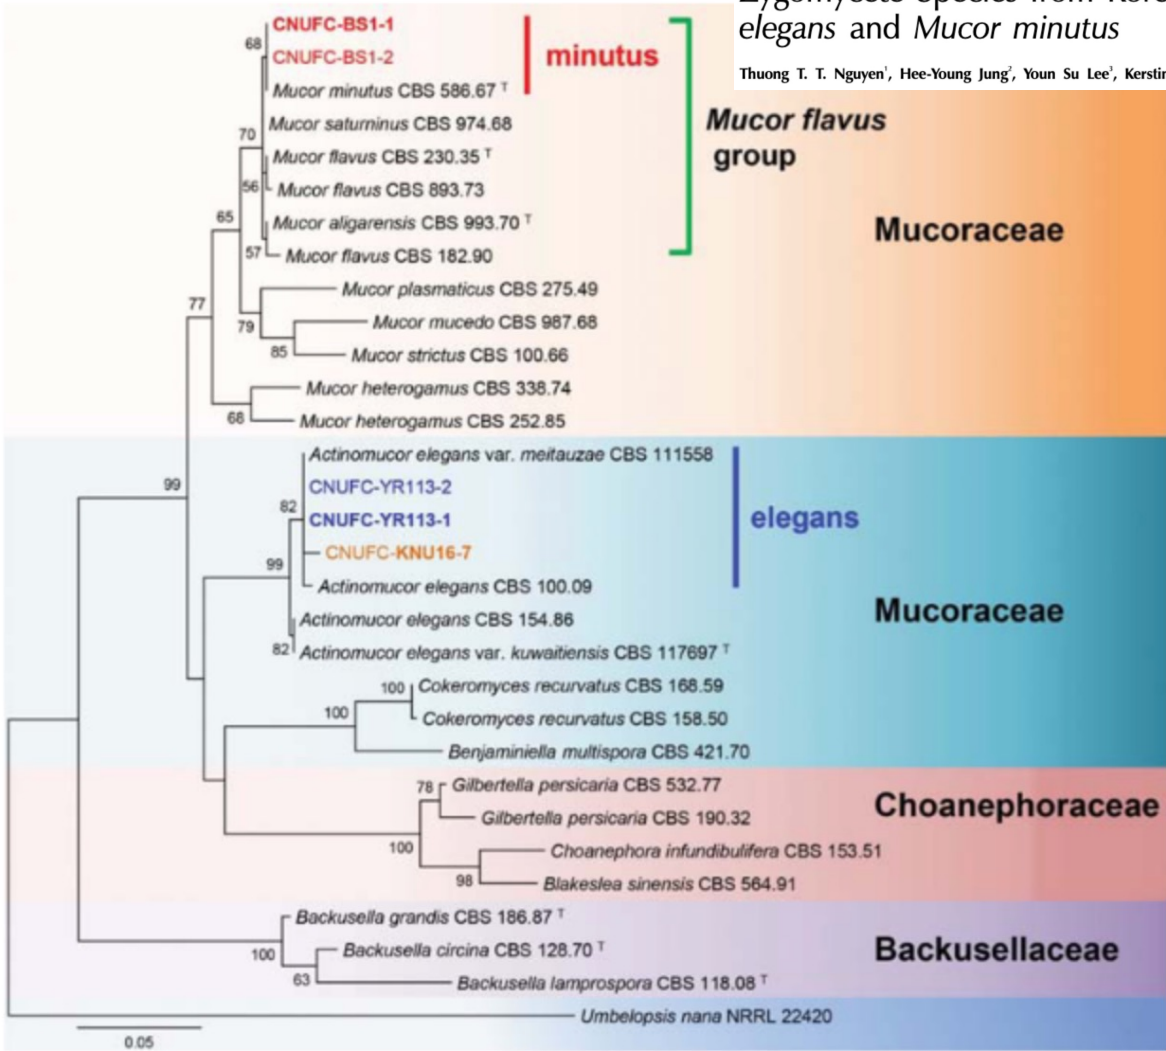 elegans and Mucor minutus
Thuong T. T. Nguyen¹, Hee-Young Jung², Youn Su Lee³, Kerstin
CNUFC-BS1-1
68
CNUFC-BS1-2
minutus
Mucor minutus CBS 586.67 T
Mucor saturninus CBS 974.68
Mucor flavus
group
70
Mucor flavus CBS 230.35 T
56
Mucor flavus CBS 893.73
65
Mucor aligarensis CBS 993.70 T
Mucoraceae
57
Mucor flavus CBS 182.90
Mucor plasmaticus CBS 275.49
77
79
Mucor mucedo CBS 987.68
85
Mucor strictus CBS 100.66
Mucor heterogamus CBS 338.74
68
Mucor heterogamus CBS 252.85
Actinomucor elegans var. meitauzae CBS 111558
99
CNUFC-YR113-2
82
CNUFC-YR113-1
elegans
CNUFC-KNU16-7
99
Actinomucor elegans CBS 100.09
Actinomucor elegans CBS 154.86
Mucoraceae
82
Actinomucor elegans var. kuwaitiensis CBS 117697 T
100
Cokeromyces recurvatus CBS 168.59
100
Cokeromyces recurvatus CBS 158.50
Benjaminiella multispora CBS 421.70
78
Gilbertella persicaria CBS 532.77
Choanephoraceae
Gilbertella persicaria CBS 190.32
100
Choanephora infundibulifera CBS 153.51
98
Blakeslea sinensis CBS 564.91
Backusella grandis CBS 186.87 T
100
Backusella circina CBS 128.70 T
Backusellaceae
63
Backusella lamprospora CBS 118.08 T
Umbelopsis nana NRRL 22420
0.05